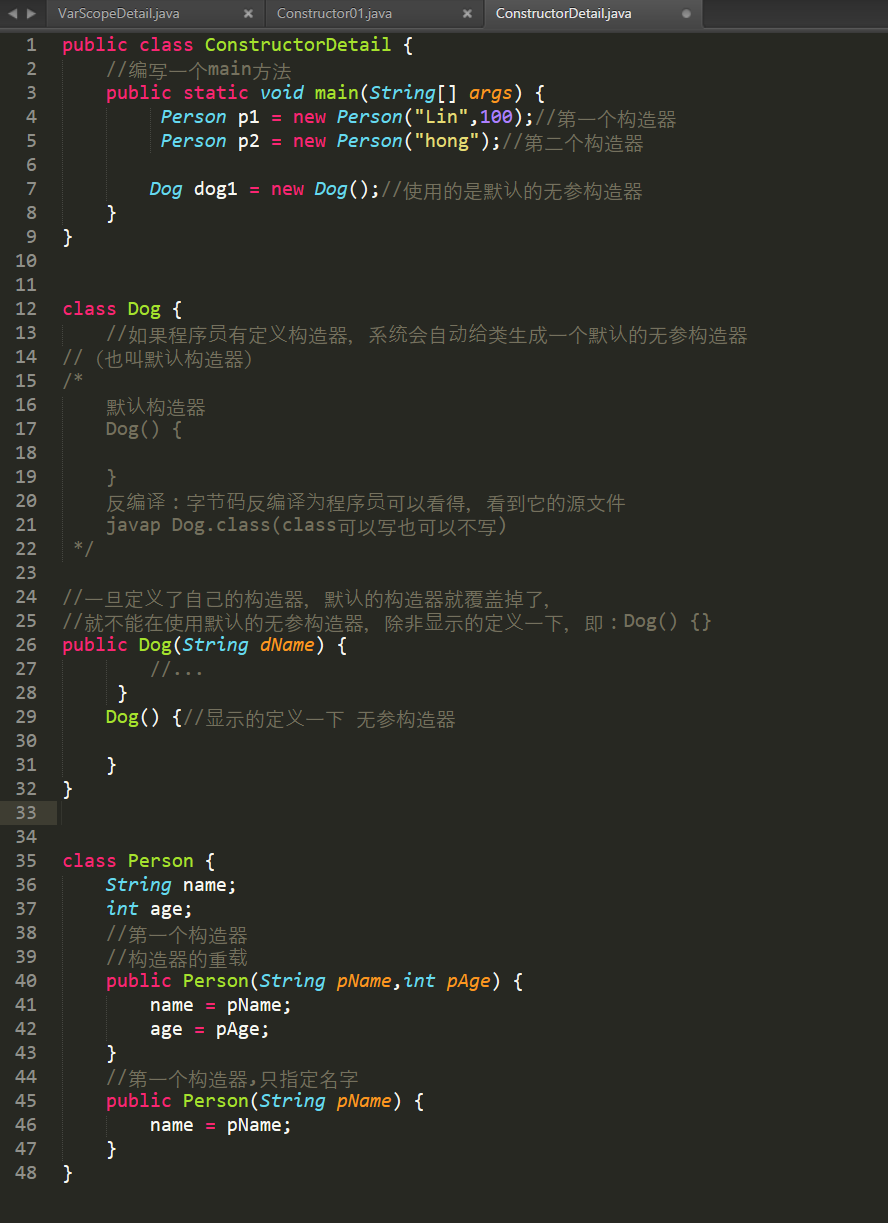 VarScopeDetail.java × Constructor01.java × ConstructorDetail.java
1 public class ConstructorDetail {
2     //编写一个main方法
3     public static void main(String[] args) {
4          Person p1 = new Person("Lin",100);//第一个构造器
5          Person p2 = new Person("hong");//第二个构造器
6
7         Dog dog1 = new Dog();//使用的是默认的无参构造器
8     }
9 }
10
11
12 class Dog {
13     //如果程序员有定义构造器, 系统会自动给类生成一个默认的无参构造器
14 // (也叫默认构造器)
15 /*
16     默认构造器
17     Dog() {
18
19     }
20     反编译：字节码反编译为程序员可以看得, 看到它的源文件
21     javap Dog.class(class可以写也可以不写)
22  */
23
24 //一旦定义了自己的构造器, 默认的构造器就覆盖掉了,
25 //就不能在使用默认的无参构造器, 除非显示的定义一下, 即：Dog() {}
26 public Dog(String dName) {
27         //...
28      }
29     Dog() {//显示的定义一下 无参构造器
30
31     }
32 }
33
34
35 class Person {
36     String name;
37     int age;
38     //第一个构造器
39     //构造器的重载
40     public Person(String pName,int pAge) {
41         name = pName;
42         age = pAge;
43     }
44     //第一个构造器,只指定名字
45     public Person(String pName) {
46         name = pName;
47     }
48 }